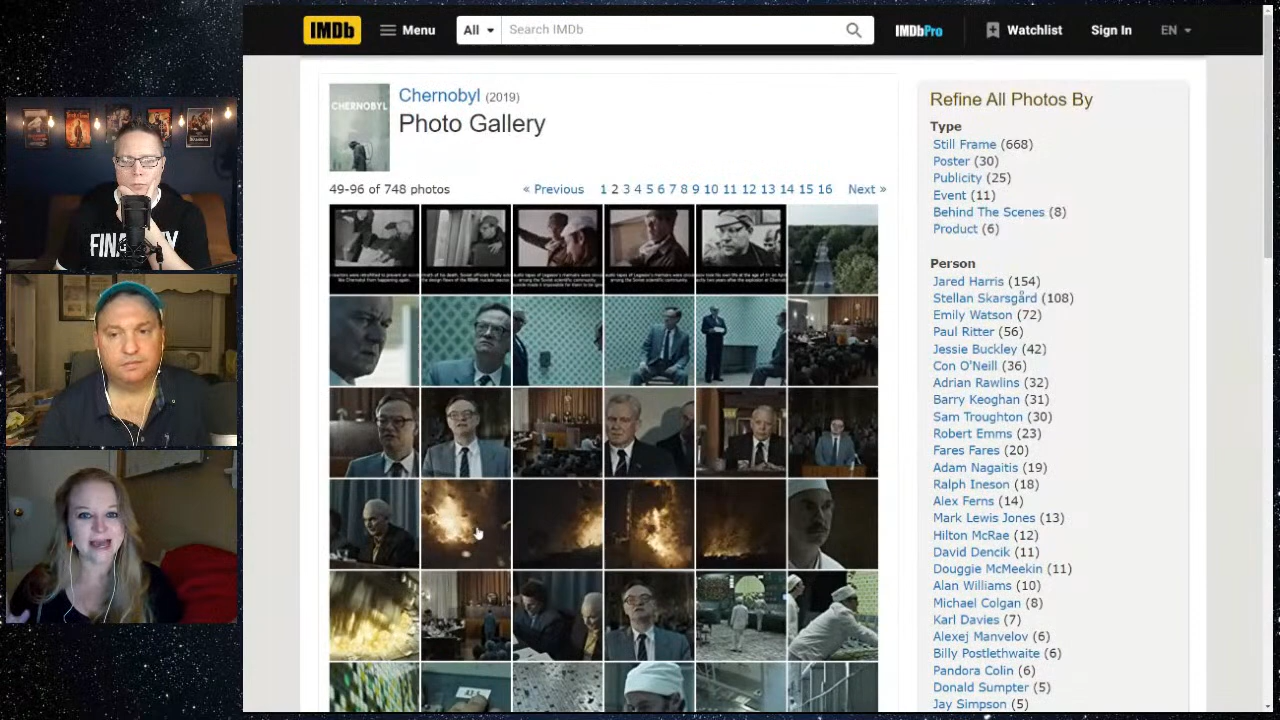 IMDb
Menu
All
Search IMDb
IMDbPro
Watchlist
Sign In
EN
CHERNOBYL
Chernobyl (2019)
Photo Gallery
49-96 of 748 photos
« Previous 1 2 3 4 5 6 7 8 9 10 11 12 13 14 15 16 Next »
Refine All Photos By
Type
Still Frame (668)
Poster (30)
Publicity (25)
Event (11)
Behind The Scenes (8)
Product (6)
Person
Jared Harris (154)
Stellan Skarsgård (108)
Emily Watson (72)
Paul Ritter (56)
Jessie Buckley (42)
Con O'Neill (36)
Adrian Rawlins (32)
Barry Keoghan (31)
Sam Troughton (30)
Robert Emms (23)
Fares Fares (20)
Adam Nagaitis (19)
Ralph Ineson (18)
Alex Ferns (14)
Mark Lewis Jones (13)
Hilton McRae (12)
David Dencik (11)
Douggie McMeekin (11)
Alan Williams (10)
Michael Colgan (8)
Karl Davies (7)
Alexej Manvelov (6)
Billy Postlethwaite (6)
Pandora Colin (6)
Donald Sumpter (5)
Jay Simpson (5)